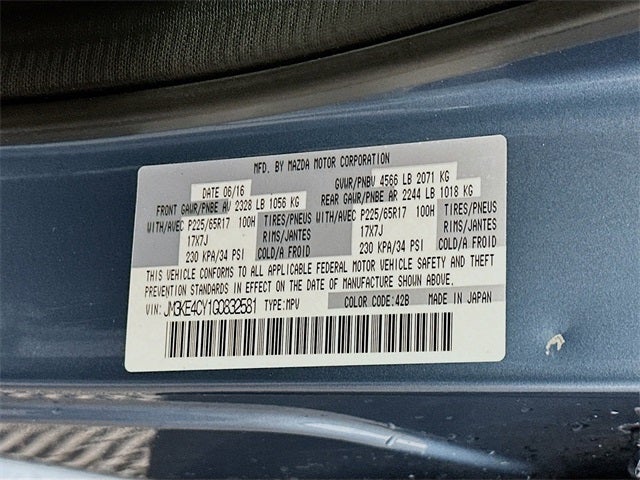 MFD. BY MAZDA MOTOR CORPORATION
DATE 06/16 GVWR/PNBV 4566 LB 2071 KG
FRONT GAWR/PNBE AV 2328 LB 1056 KG REAR GAWR/PNBE AR 2244 LB 1018 KG
WITH/AVEC P225/65R17 100H TIRES/PNEUS WITH/AVEC P225/65R17 100H TIRES/PNEUS
17X7J RIMS/JANTES 17X7J RIMS/JANTES
230 KPA/34 PSI COLD/A FROID 230 KPA/34 PSI COLD/A FROID
THIS VEHICLE CONFORMS TO ALL APPLICABLE FEDERAL MOTOR VEHICLE SAFETY AND THEFT
PREVENTION STANDARDS IN EFFECT ON THE DATE OF MANUFACTURE SHOWN ABOVE.
VIN: JM3KE4CY1G0832581 TYPE:MPV COLOR CODE:42B MADE IN JAPAN